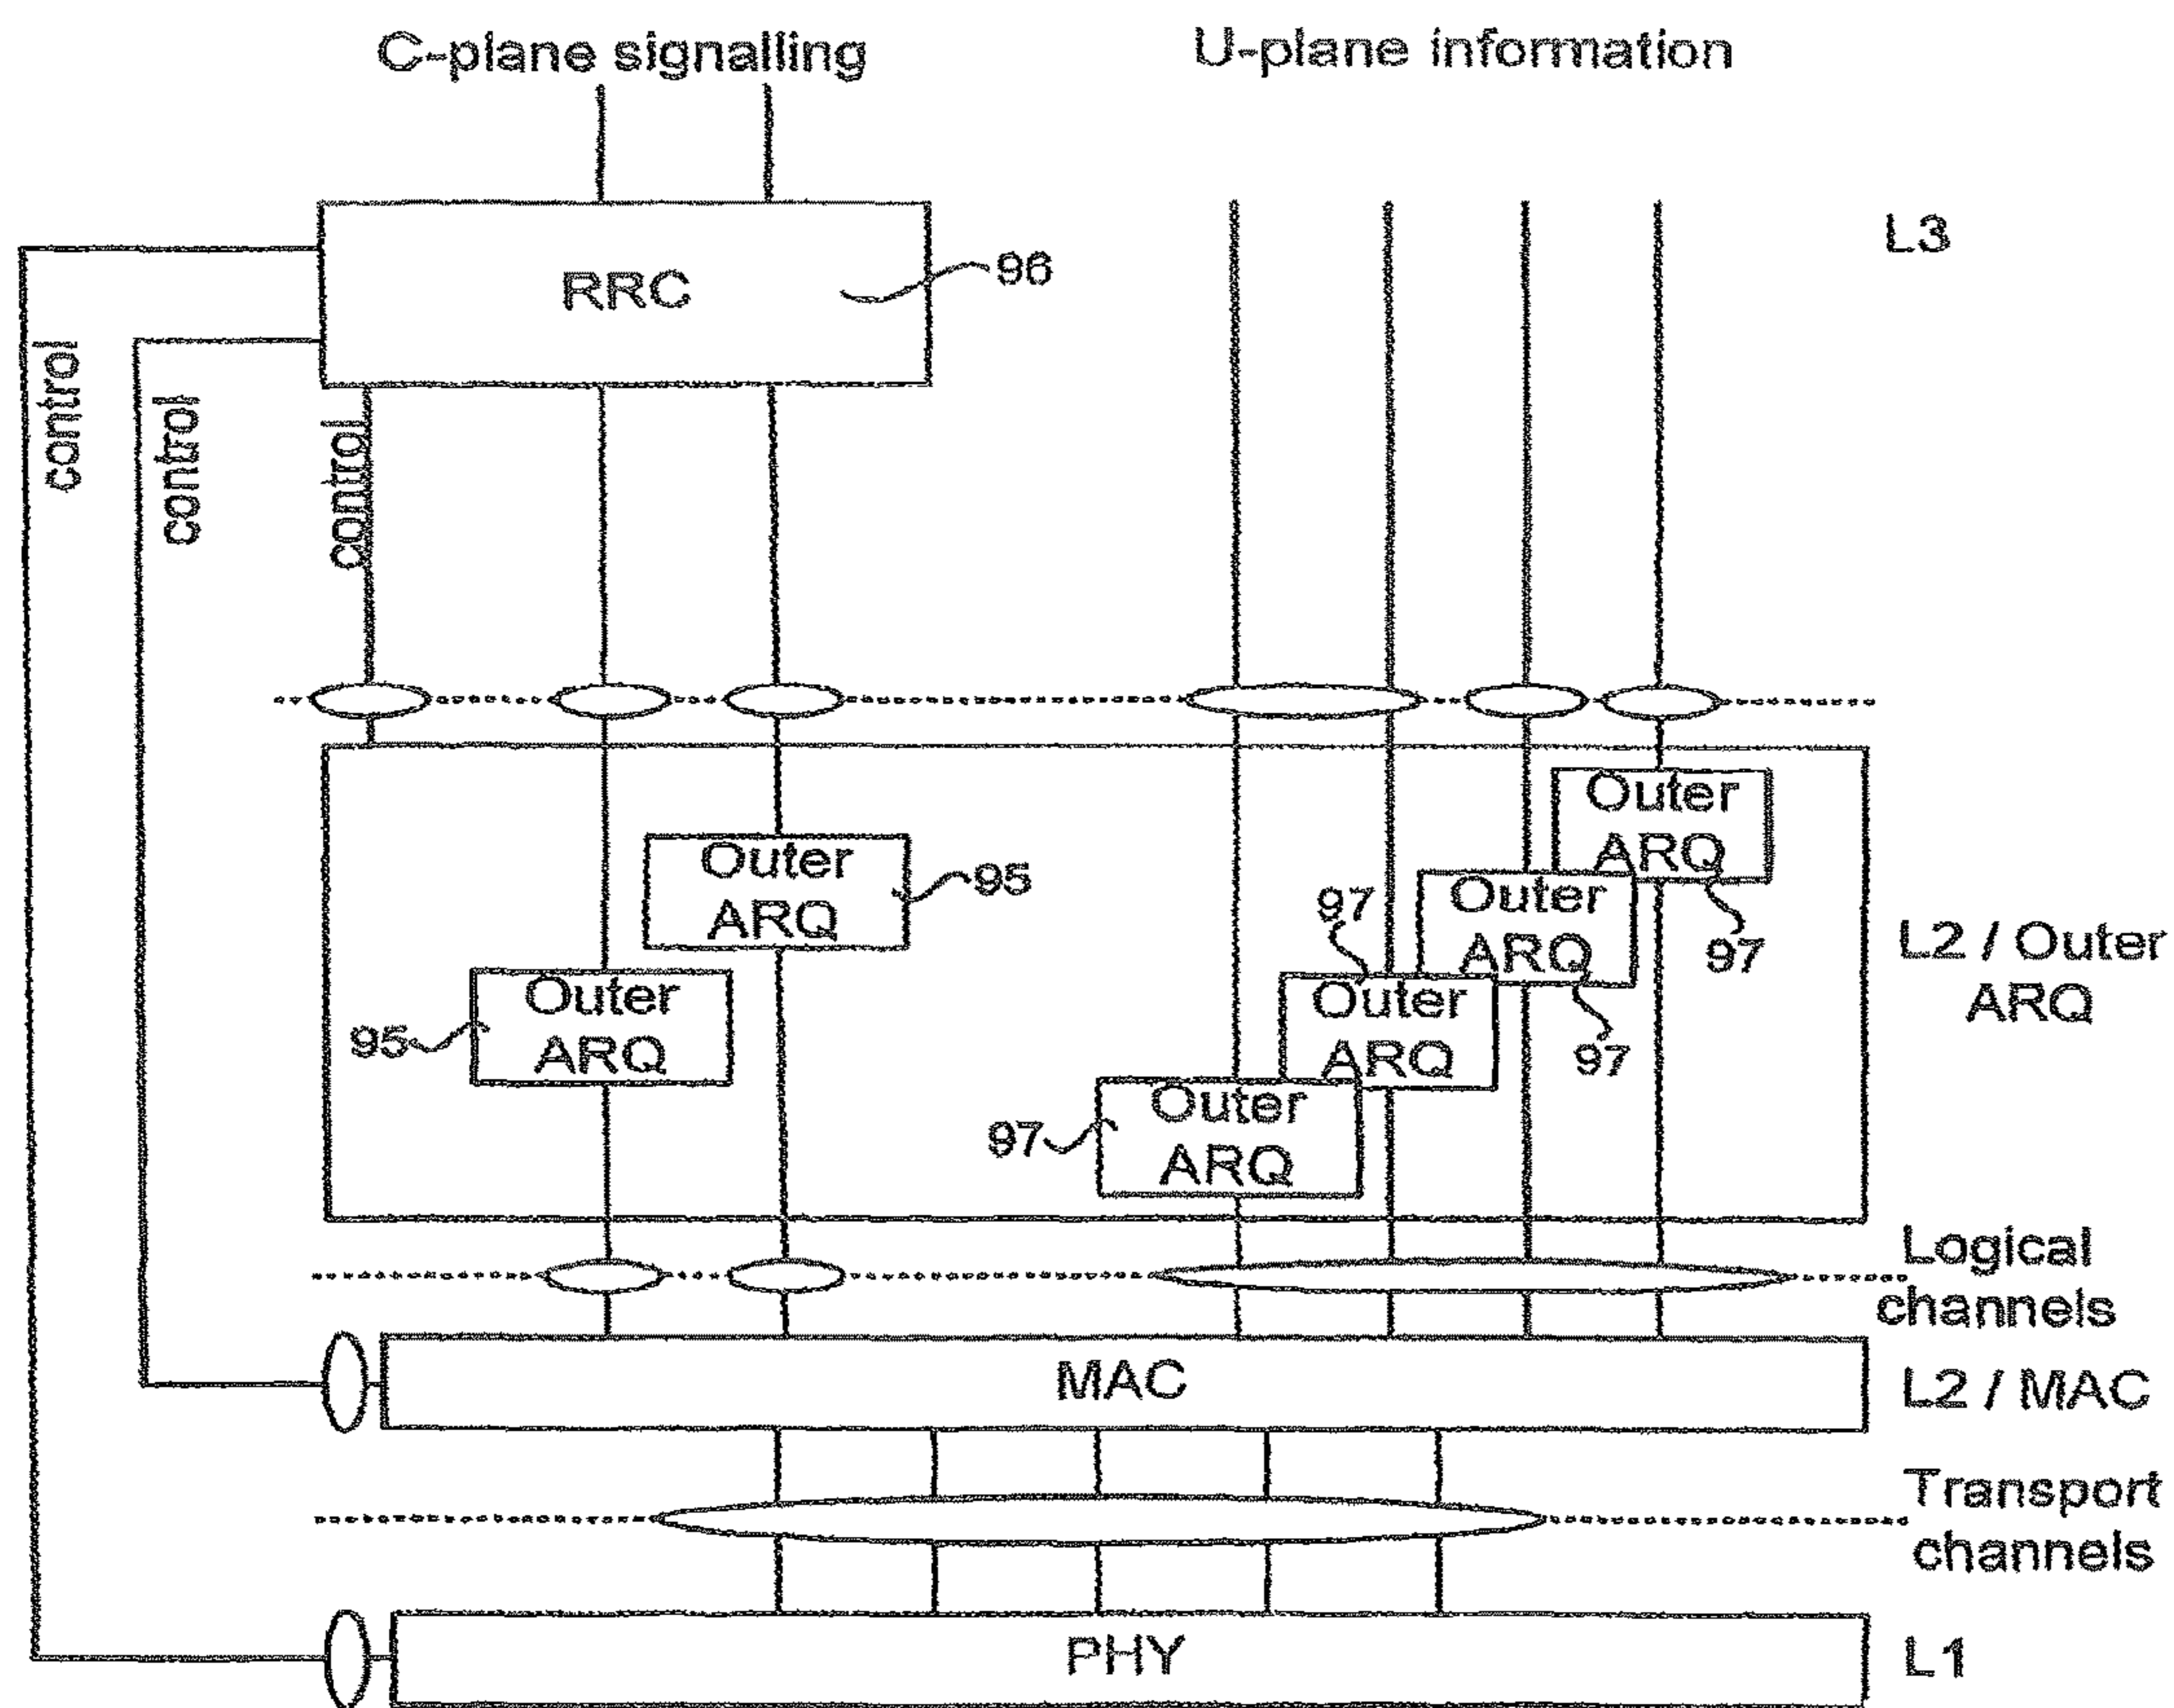 C-plane signalling
U-plane information
L3
RRC
96
control
control
control
Outer
ARQ
97
Outer
ARQ
95
Outer
ARQ
97
97
Outer
ARQ
97
L2 / Outer
ARQ
Outer
ARQ
95
Outer
ARQ
97
Logical
channels
MAC
L2 / MAC
Transport
channels
PHY
L1